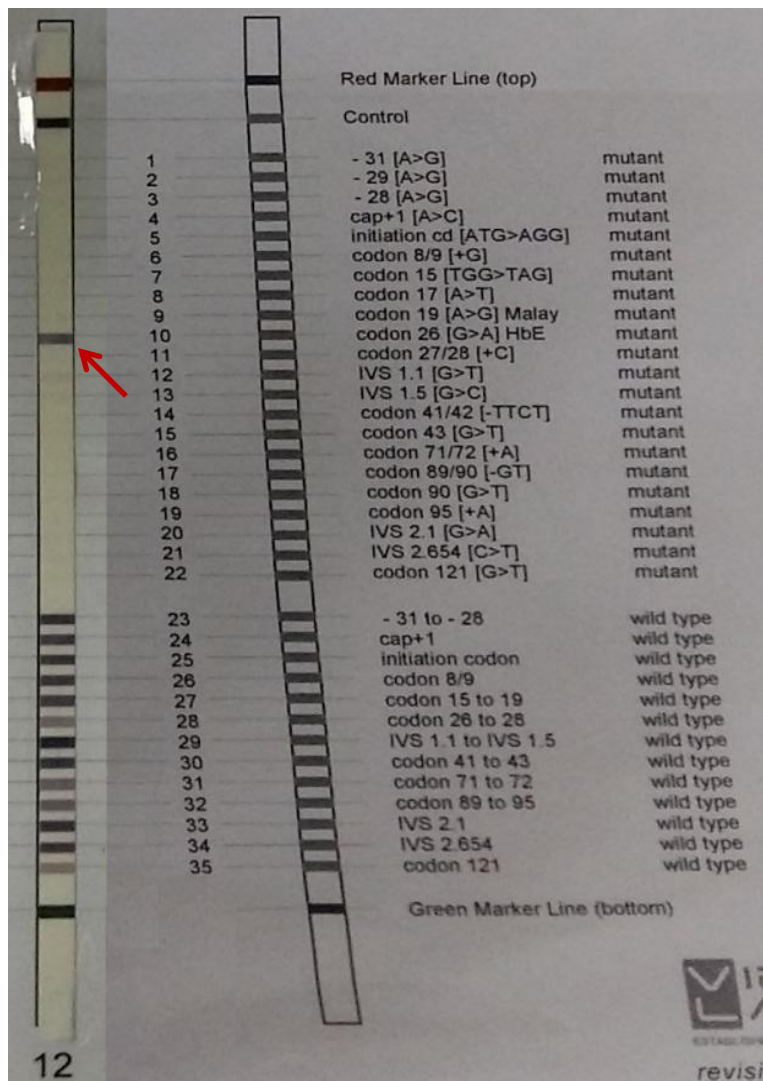 Red Marker Line (top)
Control
1 - 31 [A>G] mutant
2 - 29 [A>G] mutant
3 - 28 [A>G] mutant
4 cap+1 [A>C] mutant
5 initiation cd [ATG>AGG] mutant
6 codon 8/9 [+G] mutant
7 codon 15 [TGG>TAG] mutant
8 codon 17 [A>T] mutant
9 codon 19 [A>G] Malay mutant
10 codon 26 [G>A] HbE mutant
11 codon 27/28 [+C] mutant
12 IVS 1.1 [G>T] mutant
13 IVS 1.5 [G>C] mutant
14 codon 41/42 [-TTCT] mutant
15 codon 43 [G>T] mutant
16 codon 71/72 [+A] mutant
17 codon 89/90 [-GT] mutant
18 codon 90 [G>T] mutant
19 codon 95 [+A] mutant
20 IVS 2.1 [G>A] mutant
21 IVS 2.654 [C>T] mutant
22 codon 121 [G>T] mutant
23 - 31 to - 28 wild type
24 cap+1 wild type
25 initiation codon wild type
26 codon 8/9 wild type
27 codon 15 to 19 wild type
28 codon 26 to 28 wild type
29 IVS 1.1 to IVS 1.5 wild type
30 codon 41 to 43 wild type
31 codon 71 to 72 wild type
32 codon 89 to 95 wild type
33 IVS 2.1 wild type
34 IVS 2.654 wild type
35 codon 121 wild type
Green Marker Line (bottom)
12
revisi